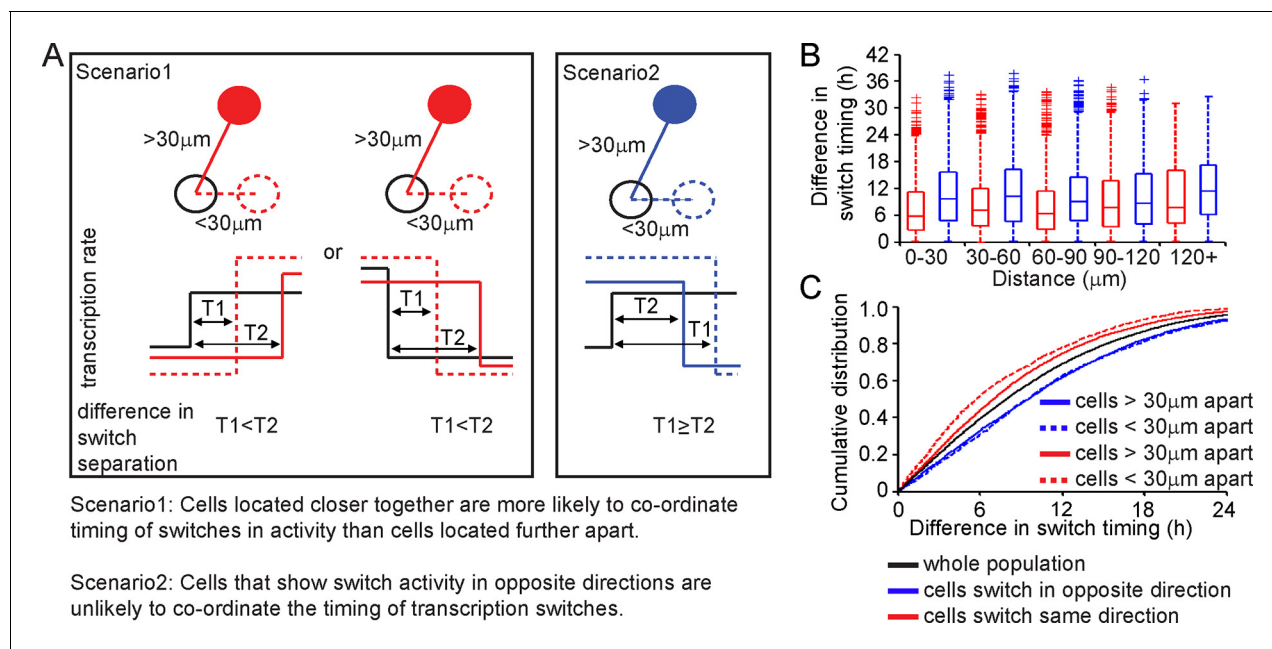 A
Scenario1
>30µm
<30µm
>30µm
<30µm
or
transcription rate
T1
T2
T1
T2
difference in
switch
separation
T1<T2
T1<T2
Scenario2
>30µm
<30µm
T2
T1
T1≥T2
Scenario1: Cells located closer together are more likely to co-ordinate
timing of switches in activity than cells located further apart.
Scenario2: Cells that show switch activity in opposite directions are
unlikely to co-ordinate the timing of transcription switches.
B
Difference in
switch timing (h)
42
36
30
24
18
12
6
0
0-30 30-60 60-90 90-120 120+
Distance (µm)
C
Cumulative distribution
1.0
0.8
0.6
0.4
0.2
0
cells > 30µm apart
cells < 30µm apart
cells > 30µm apart
cells < 30µm apart
0 6 12 18 24
Difference in switch timing (h)
whole population
cells switch in opposite direction
cells switch same direction